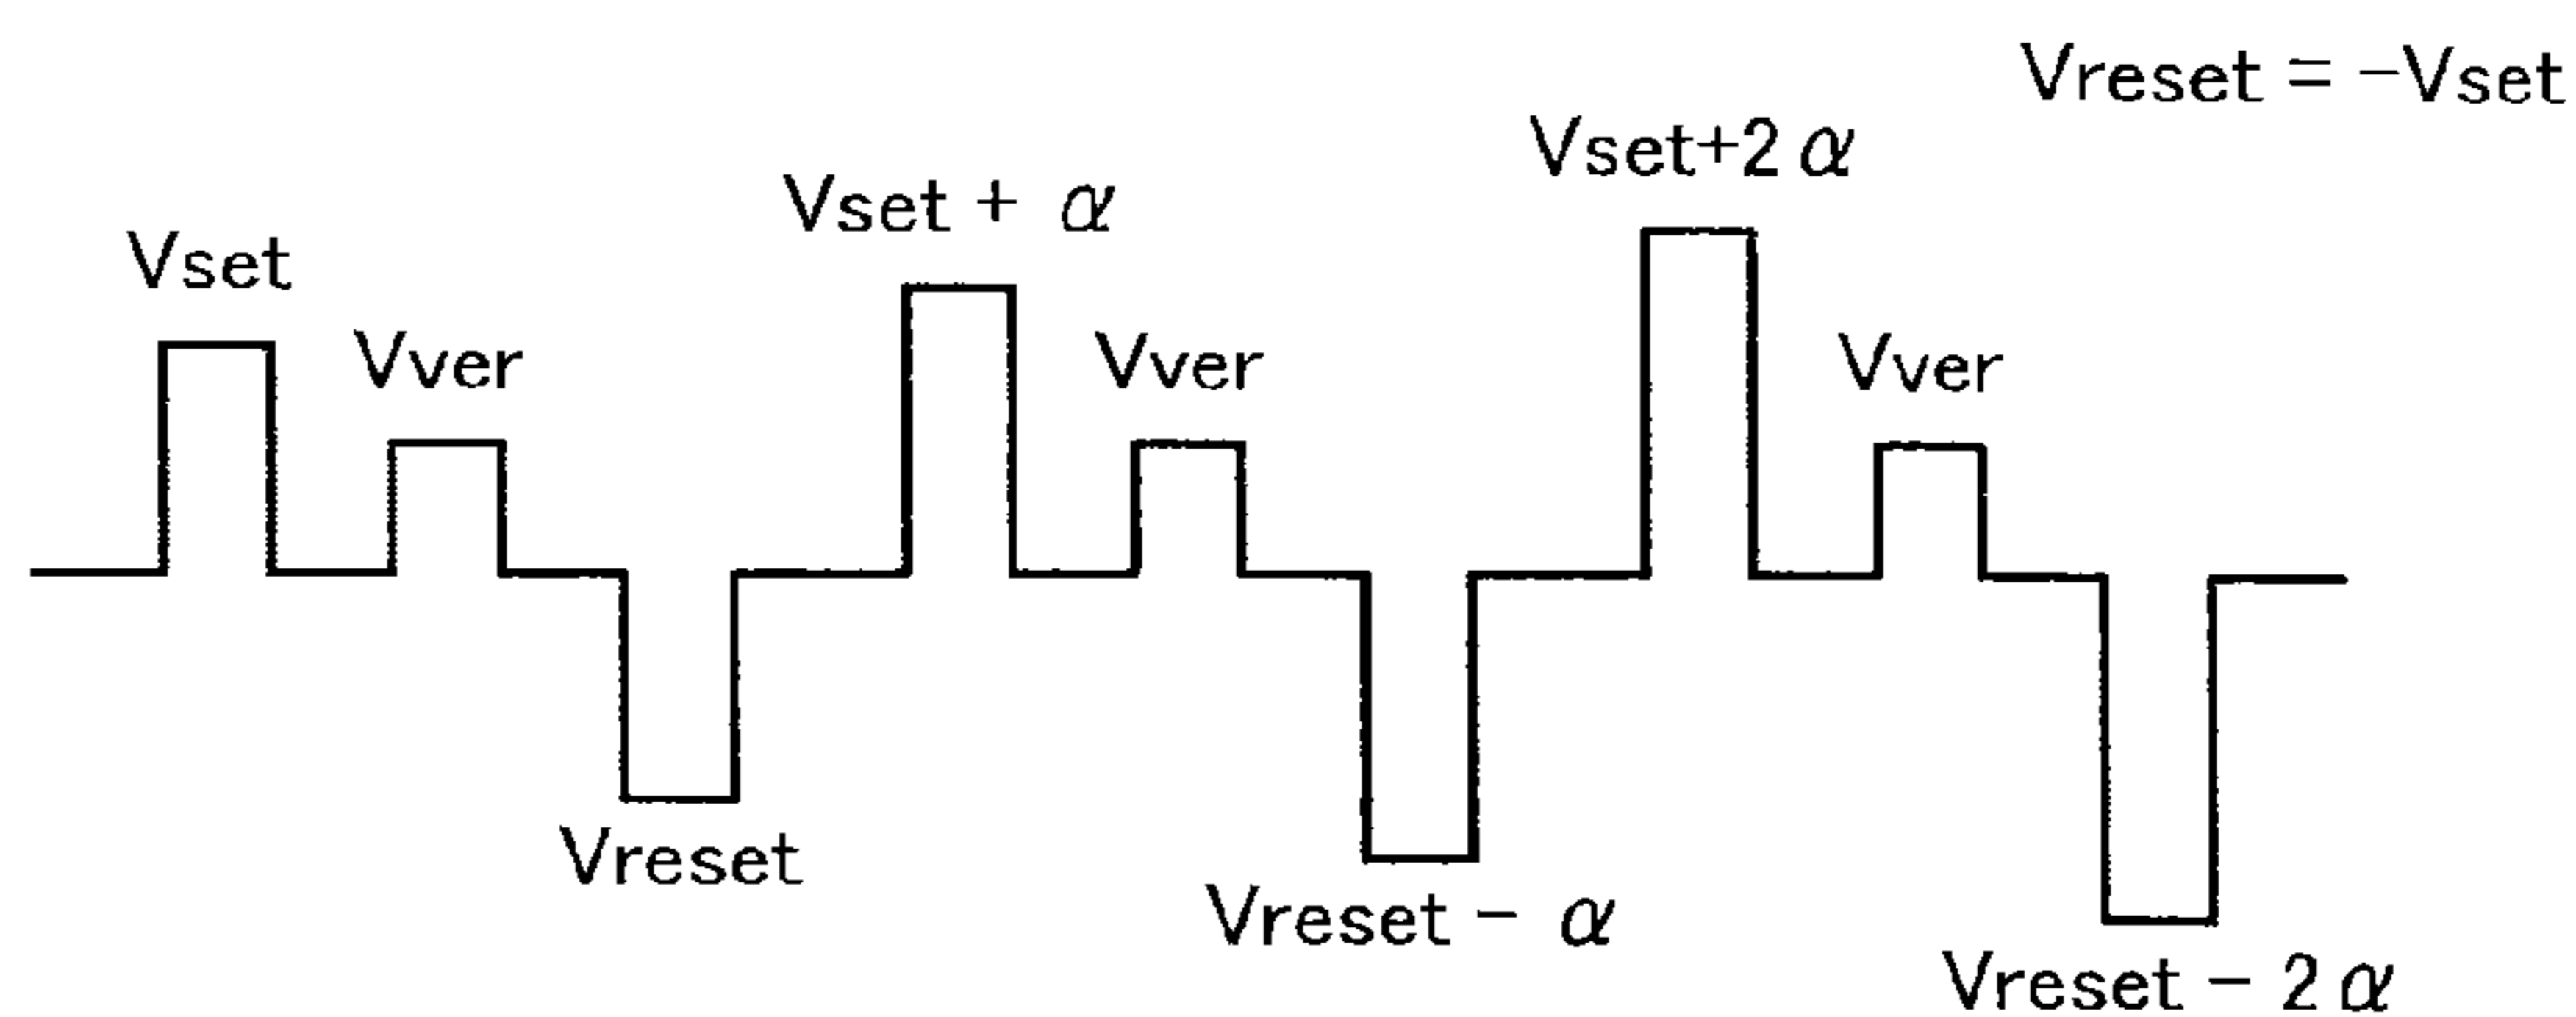 Vreset = -Vset
Vset+2α
Vset + α
Vset
Vver
Vver
Vver
Vreset
Vreset - α
Vreset - 2α